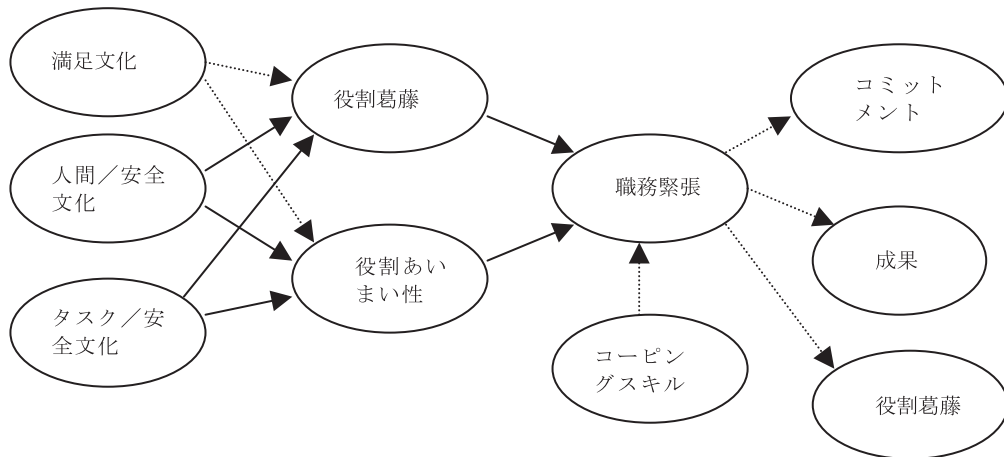 満足文化
人間／安全
文化
タスク／安
全文化
役割葛藤
役割あい
まい性
職務緊張
コーピン
グスキル
コミット
メント
成果
役割葛藤